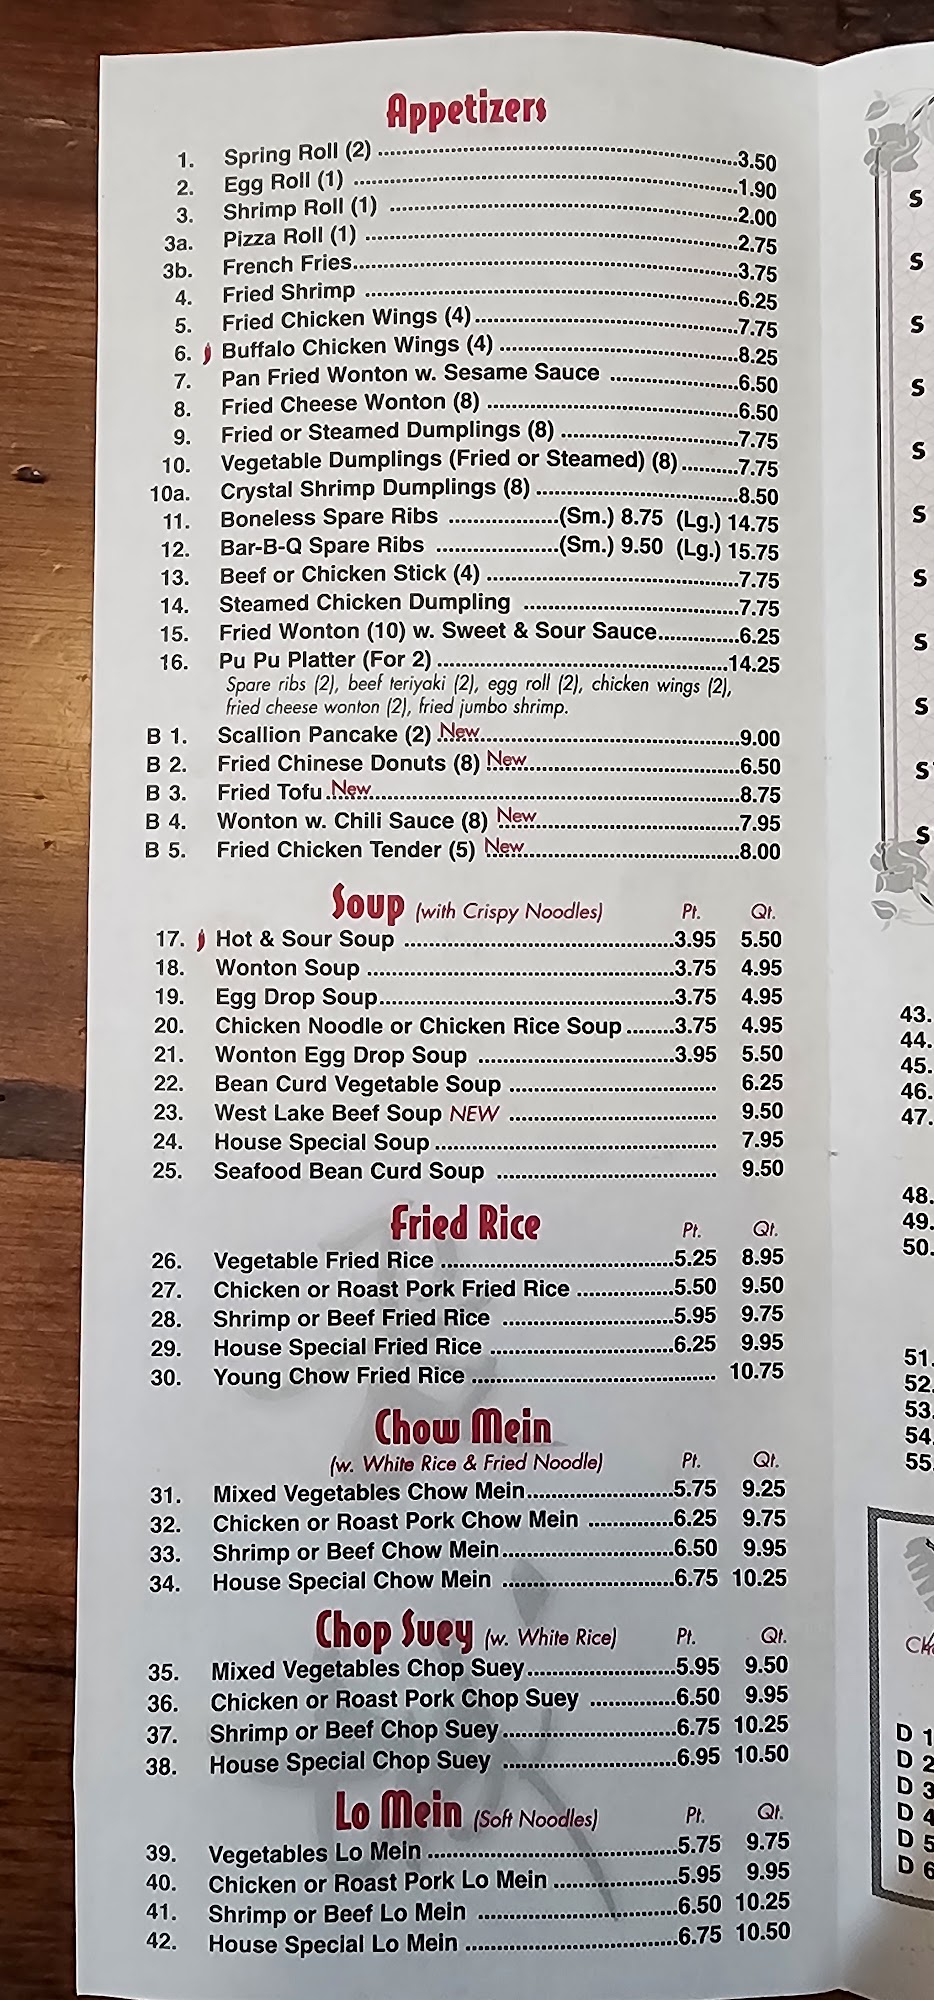 Appetizers
1. Spring Roll (2) 3.50
2. Egg Roll (1) 1.90
3. Shrimp Roll (1) 2.00
3a. Pizza Roll (1) 2.75
3b. French Fries 3.75
4. Fried Shrimp 6.25
5. Fried Chicken Wings (4) 7.75
6. Buffalo Chicken Wings (4) 8.25
7. Pan Fried Wonton w. Sesame Sauce 6.50
8. Fried Cheese Wonton (8) 6.50
9. Fried or Steamed Dumplings (8) 7.75
10. Vegetable Dumplings (Fried or Steamed) (8) 7.75
10a. Crystal Shrimp Dumplings (8) 8.50
11. Boneless Spare Ribs (Sm.) 8.75 (Lg.) 14.75
12. Bar-B-Q Spare Ribs (Sm.) 9.50 (Lg.) 15.75
13. Beef or Chicken Stick (4) 7.75
14. Steamed Chicken Dumpling 7.75
15. Fried Wonton (10) w. Sweet & Sour Sauce 6.25
16. Pu Pu Platter (For 2) 14.25
Spare ribs (2), beef teriyaki (2), egg roll (2), chicken wings (2),
fried cheese wonton (2), fried jumbo shrimp.
B 1. Scallion Pancake (2) New 9.00
B 2. Fried Chinese Donuts (8) New 6.50
B 3. Fried Tofu New 8.75
B 4. Wonton w. Chili Sauce (8) New 7.95
B 5. Fried Chicken Tender (5) New 8.00
Soup (with Crispy Noodles) Pt. Qt.
17. Hot & Sour Soup 3.95 5.50
18. Wonton Soup 3.75 4.95
19. Egg Drop Soup 3.75 4.95
20. Chicken Noodle or Chicken Rice Soup 3.75 4.95
21. Wonton Egg Drop Soup 3.95 5.50
22. Bean Curd Vegetable Soup 6.25
23. West Lake Beef Soup NEW 9.50
24. House Special Soup 7.95
25. Seafood Bean Curd Soup 9.50
Fried Rice Pt. Qt.
26. Vegetable Fried Rice 5.25 8.95
27. Chicken or Roast Pork Fried Rice 5.50 9.50
28. Shrimp or Beef Fried Rice 5.95 9.75
29. House Special Fried Rice 6.25 9.95
30. Young Chow Fried Rice 10.75
Chow Mein
(w. White Rice & Fried Noodle) Pt. Qt.
31. Mixed Vegetables Chow Mein 5.75 9.25
32. Chicken or Roast Pork Chow Mein 6.25 9.75
33. Shrimp or Beef Chow Mein 6.50 9.95
34. House Special Chow Mein 6.75 10.25
Chop Suey (w. White Rice) Pt. Qt.
35. Mixed Vegetables Chop Suey 5.95 9.50
36. Chicken or Roast Pork Chop Suey 6.50 9.95
37. Shrimp or Beef Chop Suey 6.75 10.25
38. House Special Chop Suey 6.95 10.50
Lo Mein (Soft Noodles) Pt. Qt.
39. Vegetables Lo Mein 5.75 9.75
40. Chicken or Roast Pork Lo Mein 5.95 9.95
41. Shrimp or Beef Lo Mein 6.50 10.25
42. House Special Lo Mein 6.75 10.50
S
S
S
S
S
S
S
S
S
S
S
43.
44.
45.
46.
47.
48.
49.
50.
51.
52.
53.
54.
55.
D 1
D 2
D 3
D 4
D 5
D 6